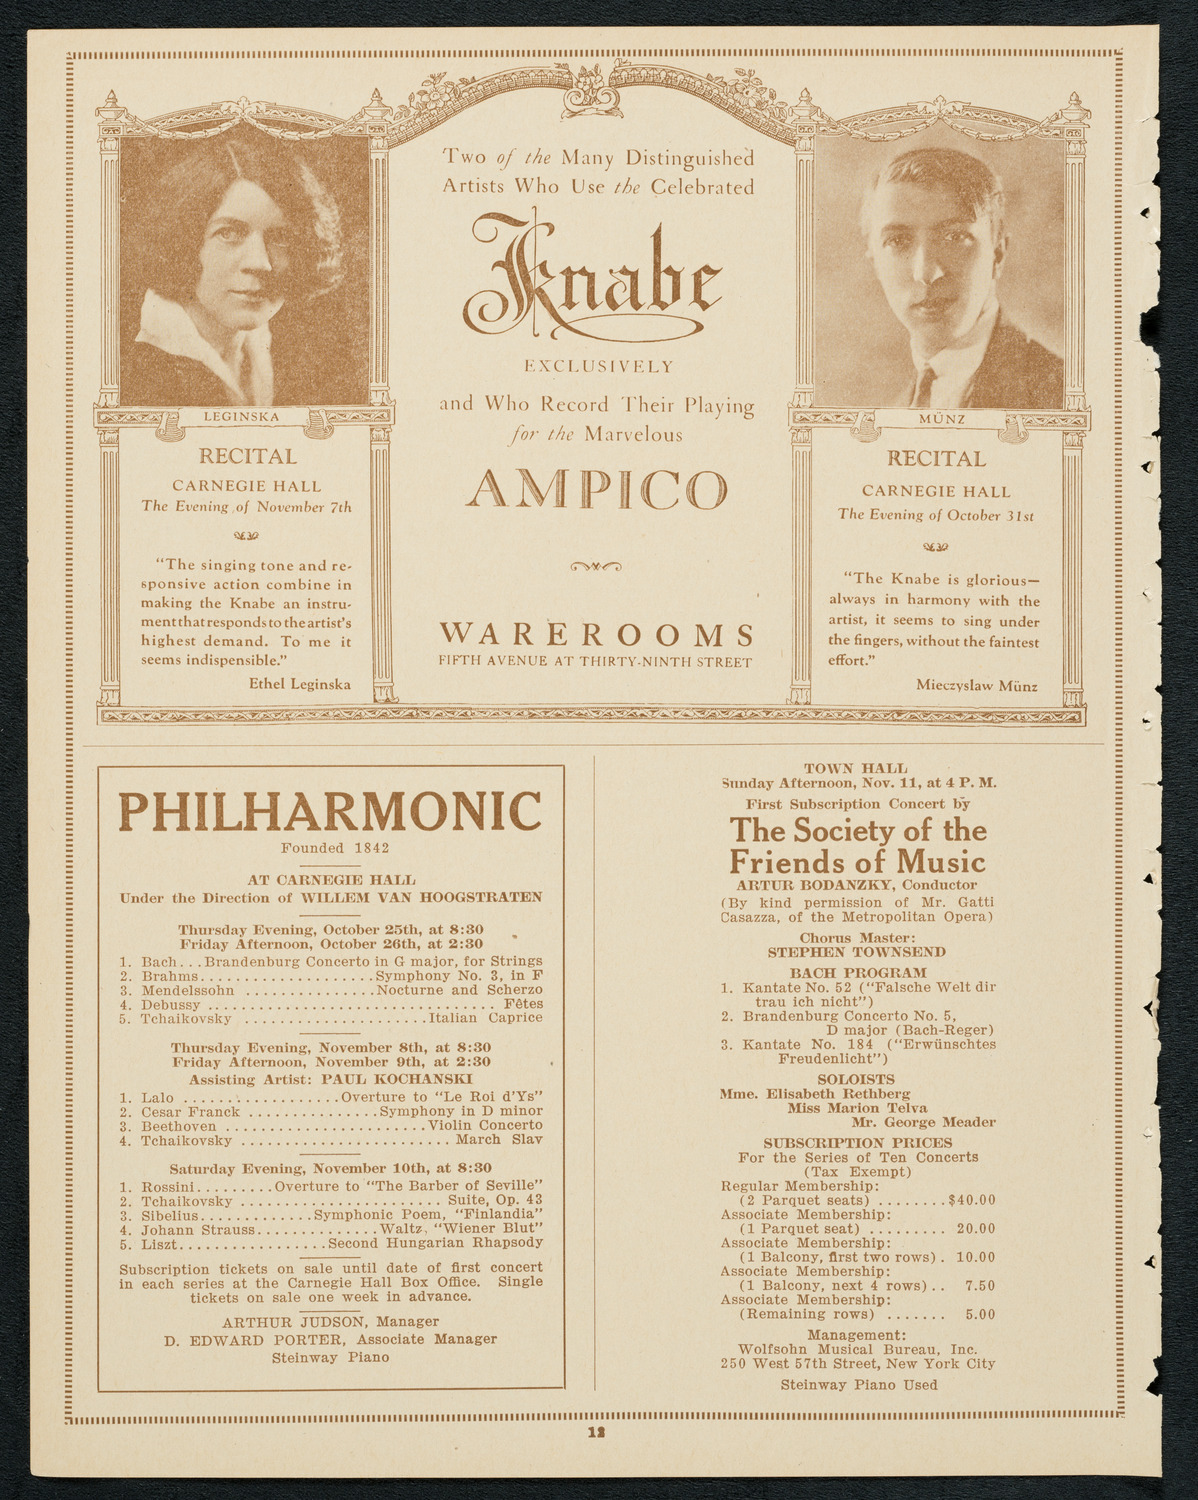 Two of the Many Distinguished
Artists Who Use the Celebrated
Knabe
EXCLUSIVELY
and Who Record Their Playing
for the Marvelous
AMPICO
WAREROOMS
FIFTH AVENUE AT THIRTY-NINTH STREET
LEGINSKA
RECITAL
CARNEGIE HALL
The Evening of November 7th
"The singing tone and re-
sponsive action combine in
making the Knabe an instru-
ment that responds to the artist's
highest demand. To me it
seems indispensible."
Ethel Leginska
MÜNZ
RECITAL
CARNEGIE HALL
The Evening of October 31st
"The Knabe is glorious—
always in harmony with the
artist, it seems to sing under
the fingers, without the faintest
effort."
Mieczyslaw Münz
PHILHARMONIC
Founded 1842
AT CARNEGIE HALL
Under the Direction of WILLEM VAN HOOGSTRATEN
Thursday Evening, October 25th, at 8:30
Friday Afternoon, October 26th, at 2:30
1. Bach...Brandenburg Concerto in G major, for Strings
2. Brahms....................Symphony No. 3, in F
3. Mendelssohn ...............Nocturne and Scherzo
4. Debussy ................................. Fêtes
5. Tchaikovsky .....................Italian Caprice
Thursday Evening, November 8th, at 8:30
Friday Afternoon, November 9th, at 2:30
Assisting Artist: PAUL KOCHANSKI
1. Lalo ..................Overture to "Le Roi d'Ys"
2. Cesar Franck ...............Symphony in D minor
3. Beethoven .......................Violin Concerto
4. Tchaikovsky ........................ March Slav
Saturday Evening, November 10th, at 8:30
1. Rossini.........Overture to "The Barber of Seville"
2. Tchaikovsky ....................... Suite, Op. 43
3. Sibelius.............Symphonic Poem, "Finlandia"
4. Johann Strauss..............Waltz, "Wiener Blut"
5. Liszt.................Second Hungarian Rhapsody
Subscription tickets on sale until date of first concert
in each series at the Carnegie Hall Box Office. Single
tickets on sale one week in advance.
ARTHUR JUDSON, Manager
D. EDWARD PORTER, Associate Manager
Steinway Piano
TOWN HALL
Sunday Afternoon, Nov. 11, at 4 P. M.
First Subscription Concert by
The Society of the
Friends of Music
ARTUR BODANZKY, Conductor
(By kind permission of Mr. Gatti
Casazza, of the Metropolitan Opera)
Chorus Master:
STEPHEN TOWNSEND
BACH PROGRAM
1. Kantate No. 52 ("Falsche Welt dir
trau ich nicht")
2. Brandenburg Concerto No. 5,
D major (Bach-Reger)
3. Kantate No. 184 ("Erwünschtes
Freudenlicht")
SOLOISTS
Mme. Elisabeth Rethberg
Miss Marion Telva
Mr. George Meader
SUBSCRIPTION PRICES
For the Series of Ten Concerts
(Tax Exempt)
Regular Membership:
(2 Parquet seats) ........$40.00
Associate Membership:
(1 Parquet seat) ......... 20.00
Associate Membership:
(1 Balcony, first two rows). 10.00
Associate Membership:
(1 Balcony, next 4 rows).. 7.50
Associate Membership:
(Remaining rows) ....... 5.00
Management:
Wolfsohn Musical Bureau, Inc.
250 West 57th Street, New York City
Steinway Piano Used
12